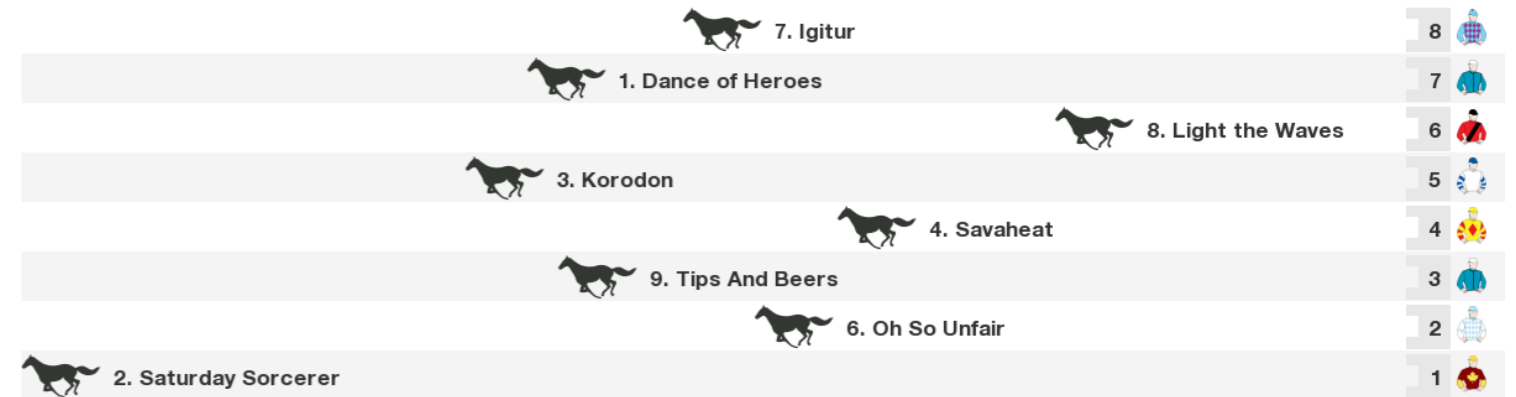 7. Igitur 8
1. Dance of Heroes 7
8. Light the Waves 6
3. Korodon 5
4. Savaheat 4
9. Tips And Beers 3
6. Oh So Unfair 2
2. Saturday Sorcerer 1